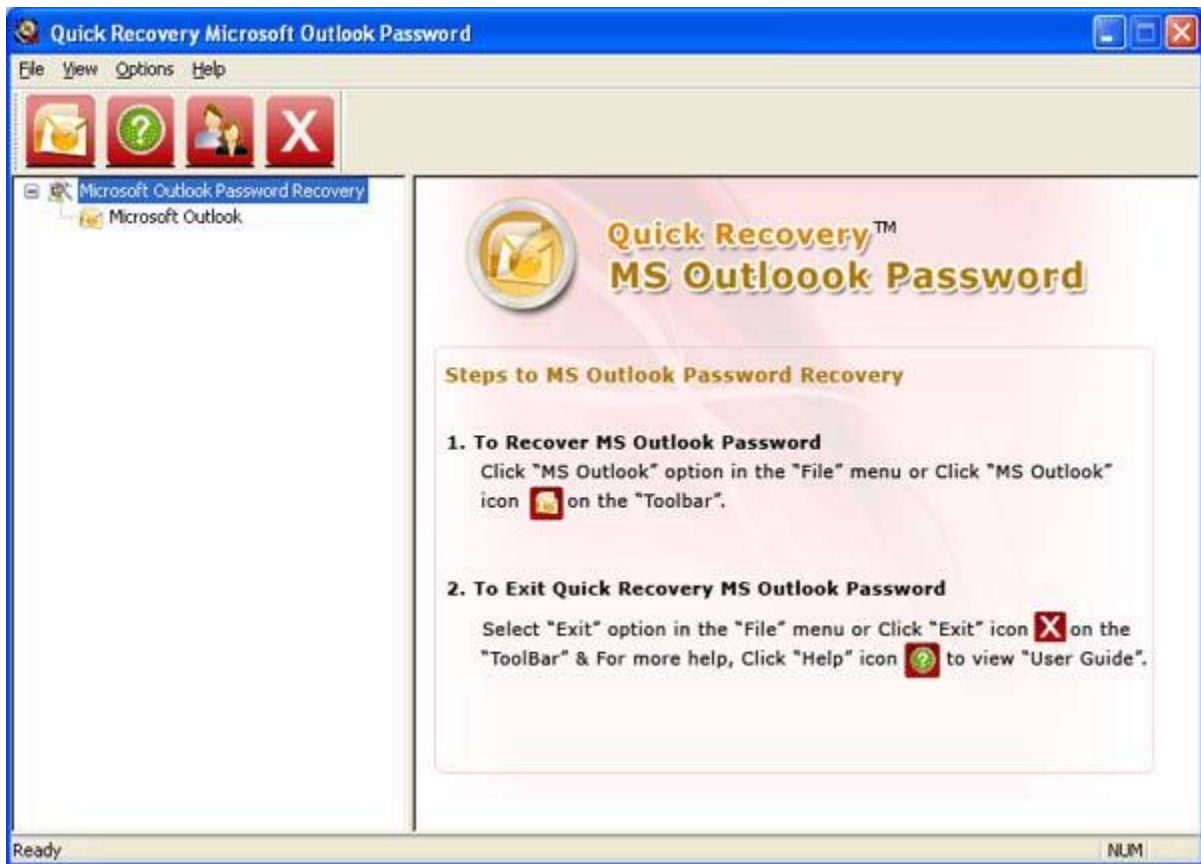 Quick Recovery Microsoft Outlook Password
File View Options Help
X
Microsoft Outlook Password Recovery
Microsoft Outlook
Quick Recovery™
MS Outloook Password
Steps to MS Outlook Password Recovery
1. To Recover MS Outlook Password
Click "MS Outlook" option in the "File" menu or Click "MS Outlook"
icon on the "Toolbar".
2. To Exit Quick Recovery MS Outlook Password
Select "Exit" option in the "File" menu or Click "Exit" icon X on the
"ToolBar" & For more help, Click "Help" icon ? to view "User Guide".
Ready NUM